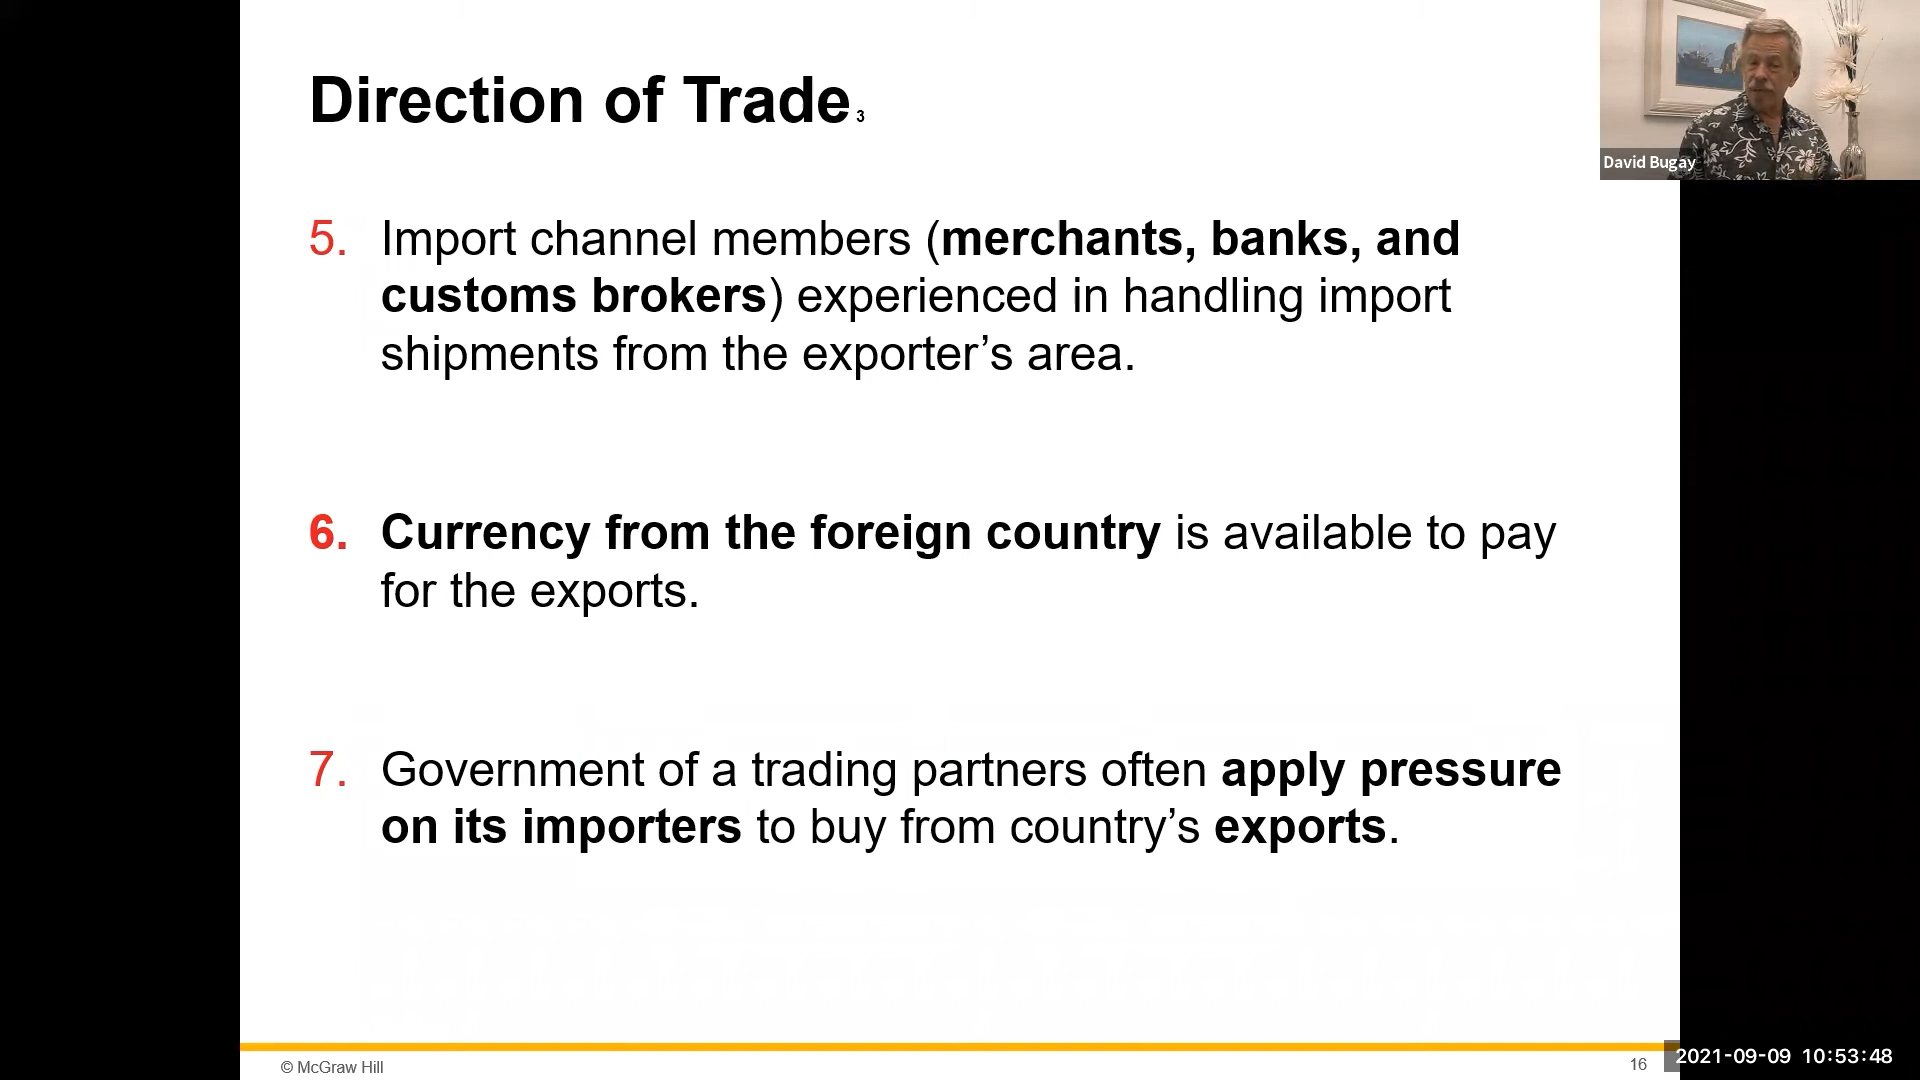 Direction of Trade 3
David Bugay
5. Import channel members (merchants, banks, and
customs brokers) experienced in handling import
shipments from the exporter’s area.
6. Currency from the foreign country is available to pay
for the exports.
7. Government of a trading partners often apply pressure
on its importers to buy from country’s exports.
© McGraw Hill
16
2021-09-09 10:53:48